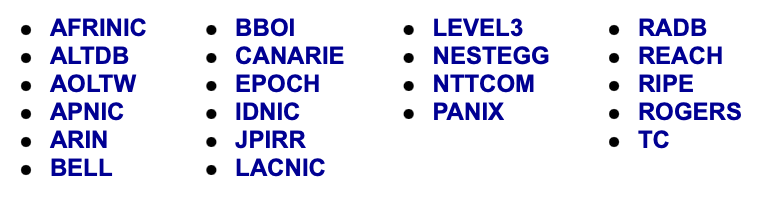 AFRINIC
ALTDB
AOLTW
APNIC
ARIN
BELL
BBOI
CANARIE
EPOCH
IDNIC
JPIRR
LACNIC
LEVEL3
NESTEGG
NTTCOM
PANIX
RADB
REACH
RIPE
ROGERS
TC